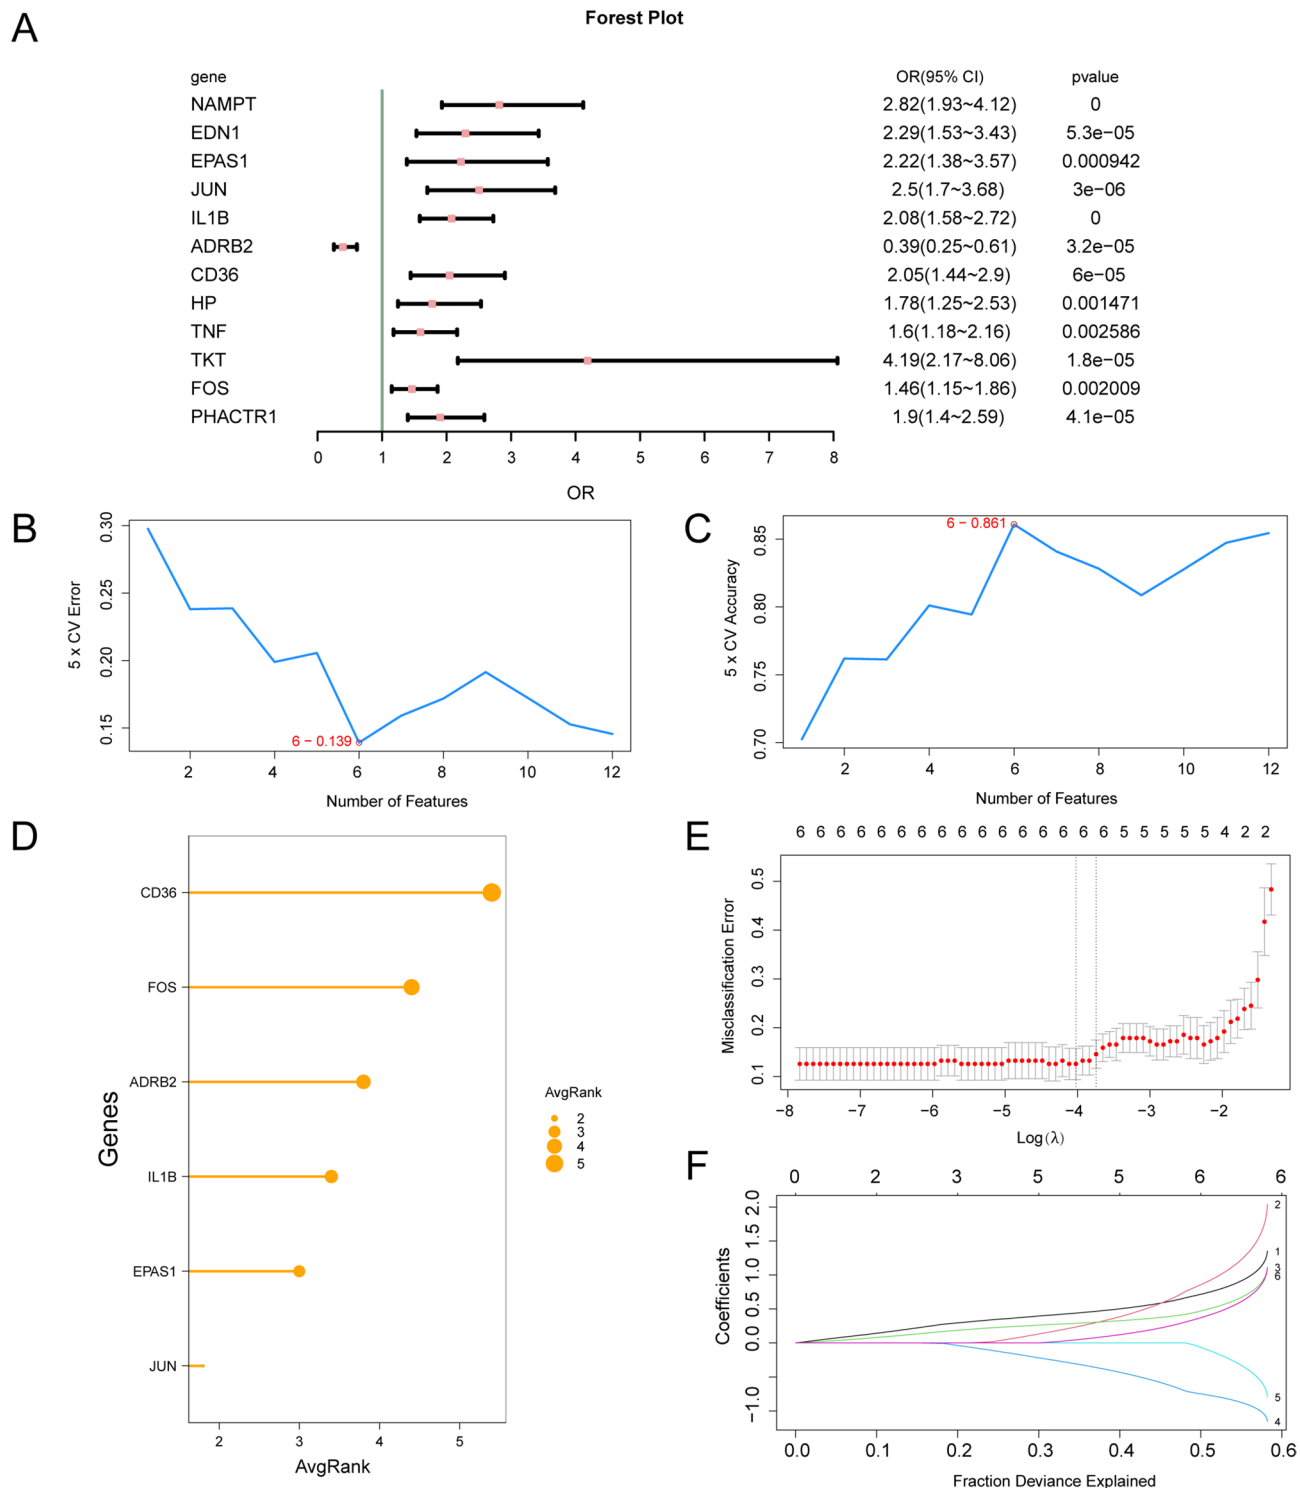 A
Forest Plot
gene OR(95% CI) pvalue
NAMPT 2.82(1.93~4.12) 0
EDN1 2.29(1.53~3.43) 5.3e−05
EPAS1 2.22(1.38~3.57) 0.000942
JUN 2.5(1.7~3.68) 3e−06
IL1B 2.08(1.58~2.72) 0
ADRB2 0.39(0.25~0.61) 3.2e−05
CD36 2.05(1.44~2.9) 6e−05
HP 1.78(1.25~2.53) 0.001471
TNF 1.6(1.18~2.16) 0.002586
TKT 4.19(2.17~8.06) 1.8e−05
FOS 1.46(1.15~1.86) 0.002009
PHACTR1 1.9(1.4~2.59) 4.1e−05
0 1 2 3 4 5 6 7 8
OR
B
5 x CV Error
0.30
0.25
0.20
0.15
6 − 0.139
2 4 6 8 10 12
Number of Features
C
5 x CV Accuracy
0.85
0.80
0.75
0.70
6 − 0.861
2 4 6 8 10 12
Number of Features
D
Genes
CD36
FOS
ADRB2
IL1B
EPAS1
JUN
2 3 4 5
AvgRank
AvgRank
2
3
4
5
E
6 6 6 6 6 6 6 6 6 6 6 6 6 6 6 6 5 5 5 5 5 4 2 2
Misclassification Error
0.5
0.4
0.3
0.2
0.1
−8 −7 −6 −5 −4 −3 −2
Log(λ)
F
0 2 3 5 5 6 6
Coefficients
2.0
1.5
1.0
0.5
0.0
−1.0
2
1
3
6
5
4
0.0 0.1 0.2 0.3 0.4 0.5 0.6
Fraction Deviance Explained